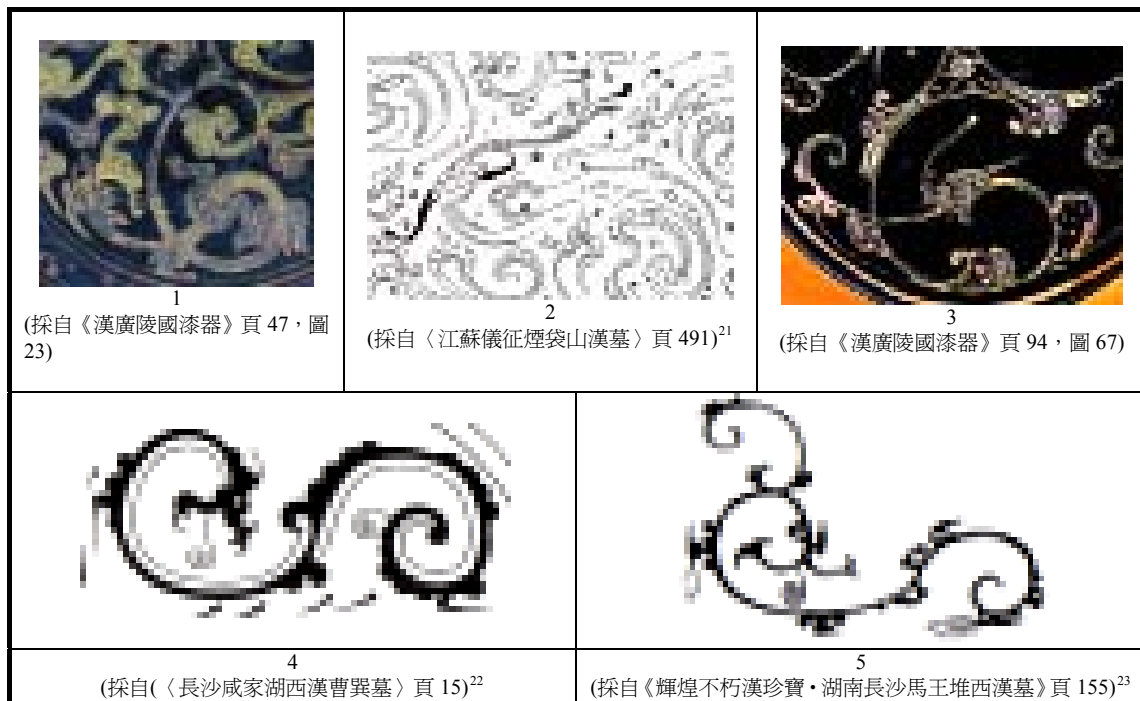 1
(採自《漢廣陵國漆器》頁 47，圖
23)
2
(採自〈江蘇儀征煙袋山漢墓〉頁 491)21
3
(採自《漢廣陵國漆器》頁 94，圖 67)
4
(採自(〈長沙咸家湖西漢曹巽墓〉頁 15)22
5
(採自《輝煌不朽漢珍寶‧湖南長沙馬王堆西漢墓》頁 155)23